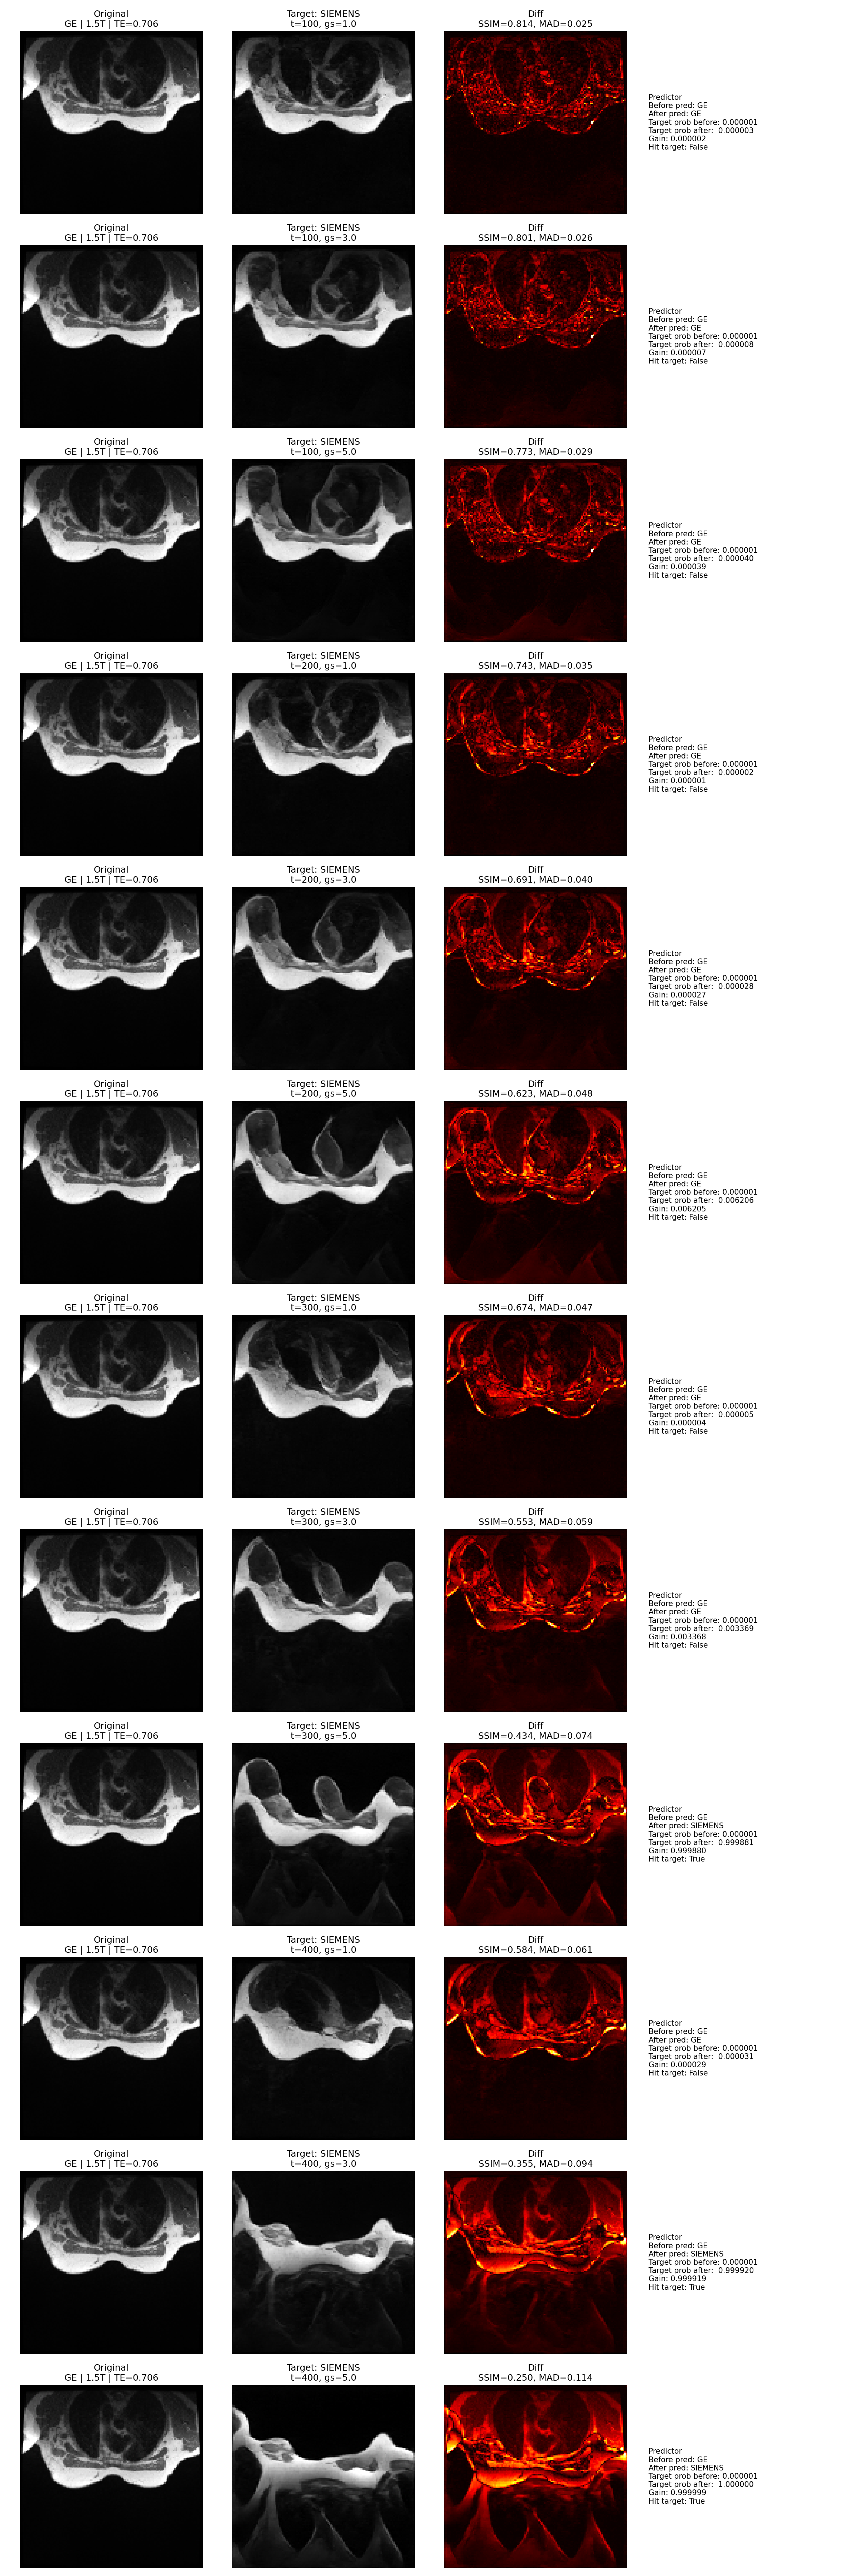 Original
GE | 1.5T | TE=0.706
Target: SIEMENS
t=100, gs=1.0
Diff
SSIM=0.814, MAD=0.025
Predictor
Before pred: GE
After pred: GE
Target prob before: 0.000001
Target prob after:  0.000003
Gain: 0.000002
Hit target: False
Original
GE | 1.5T | TE=0.706
Target: SIEMENS
t=100, gs=3.0
Diff
SSIM=0.801, MAD=0.026
Predictor
Before pred: GE
After pred: GE
Target prob before: 0.000001
Target prob after:  0.000008
Gain: 0.000007
Hit target: False
Original
GE | 1.5T | TE=0.706
Target: SIEMENS
t=100, gs=5.0
Diff
SSIM=0.773, MAD=0.029
Predictor
Before pred: GE
After pred: GE
Target prob before: 0.000001
Target prob after:  0.000040
Gain: 0.000039
Hit target: False
Original
GE | 1.5T | TE=0.706
Target: SIEMENS
t=200, gs=1.0
Diff
SSIM=0.743, MAD=0.035
Predictor
Before pred: GE
After pred: GE
Target prob before: 0.000001
Target prob after:  0.000002
Gain: 0.000001
Hit target: False
Original
GE | 1.5T | TE=0.706
Target: SIEMENS
t=200, gs=3.0
Diff
SSIM=0.691, MAD=0.040
Predictor
Before pred: GE
After pred: GE
Target prob before: 0.000001
Target prob after:  0.000028
Gain: 0.000027
Hit target: False
Original
GE | 1.5T | TE=0.706
Target: SIEMENS
t=200, gs=5.0
Diff
SSIM=0.623, MAD=0.048
Predictor
Before pred: GE
After pred: GE
Target prob before: 0.000001
Target prob after:  0.006206
Gain: 0.006205
Hit target: False
Original
GE | 1.5T | TE=0.706
Target: SIEMENS
t=300, gs=1.0
Diff
SSIM=0.674, MAD=0.047
Predictor
Before pred: GE
After pred: GE
Target prob before: 0.000001
Target prob after:  0.000005
Gain: 0.000004
Hit target: False
Original
GE | 1.5T | TE=0.706
Target: SIEMENS
t=300, gs=3.0
Diff
SSIM=0.553, MAD=0.059
Predictor
Before pred: GE
After pred: GE
Target prob before: 0.000001
Target prob after:  0.003369
Gain: 0.003368
Hit target: False
Original
GE | 1.5T | TE=0.706
Target: SIEMENS
t=300, gs=5.0
Diff
SSIM=0.434, MAD=0.074
Predictor
Before pred: GE
After pred: SIEMENS
Target prob before: 0.000001
Target prob after:  0.999881
Gain: 0.999880
Hit target: True
Original
GE | 1.5T | TE=0.706
Target: SIEMENS
t=400, gs=1.0
Diff
SSIM=0.584, MAD=0.061
Predictor
Before pred: GE
After pred: GE
Target prob before: 0.000001
Target prob after:  0.000031
Gain: 0.000029
Hit target: False
Original
GE | 1.5T | TE=0.706
Target: SIEMENS
t=400, gs=3.0
Diff
SSIM=0.355, MAD=0.094
Predictor
Before pred: GE
After pred: SIEMENS
Target prob before: 0.000001
Target prob after:  0.999920
Gain: 0.999919
Hit target: True
Original
GE | 1.5T | TE=0.706
Target: SIEMENS
t=400, gs=5.0
Diff
SSIM=0.250, MAD=0.114
Predictor
Before pred: GE
After pred: SIEMENS
Target prob before: 0.000001
Target prob after:  1.000000
Gain: 0.999999
Hit target: True